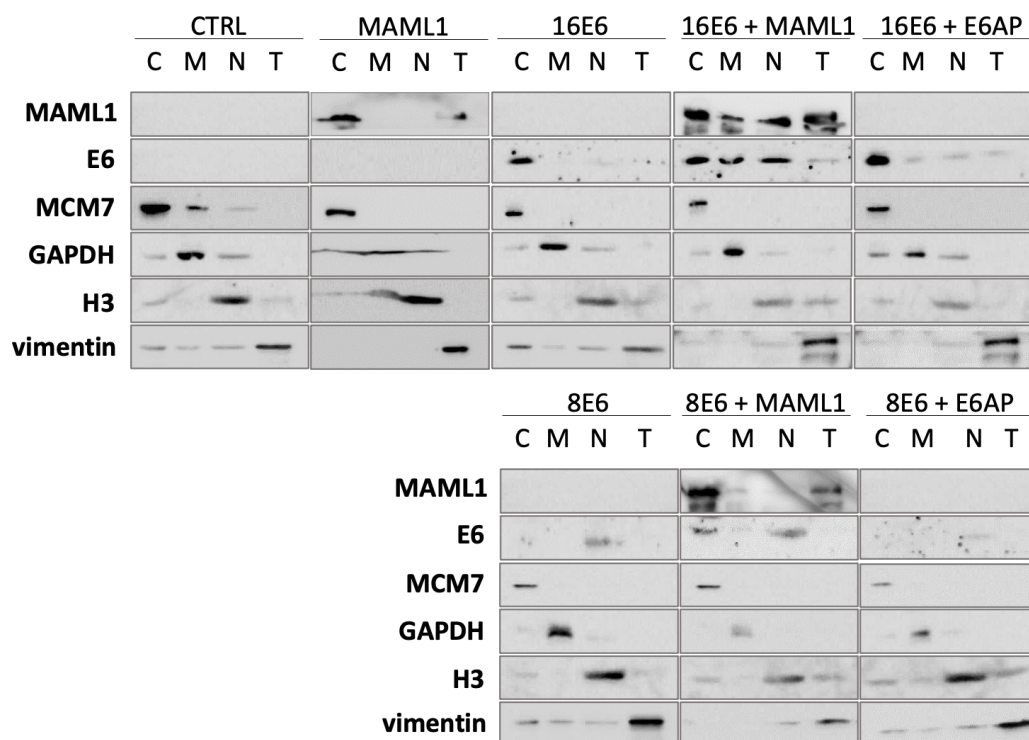 CTRL MAML1 16E6 16E6 + MAML1 16E6 + E6AP
C M N T C M N T C M N T C M N T C M N T
MAML1
E6
MCM7
GAPDH
H3
vimentin
8E6 8E6 + MAML1 8E6 + E6AP
C M N T C M N T C M N T
MAML1
E6
MCM7
GAPDH
H3
vimentin